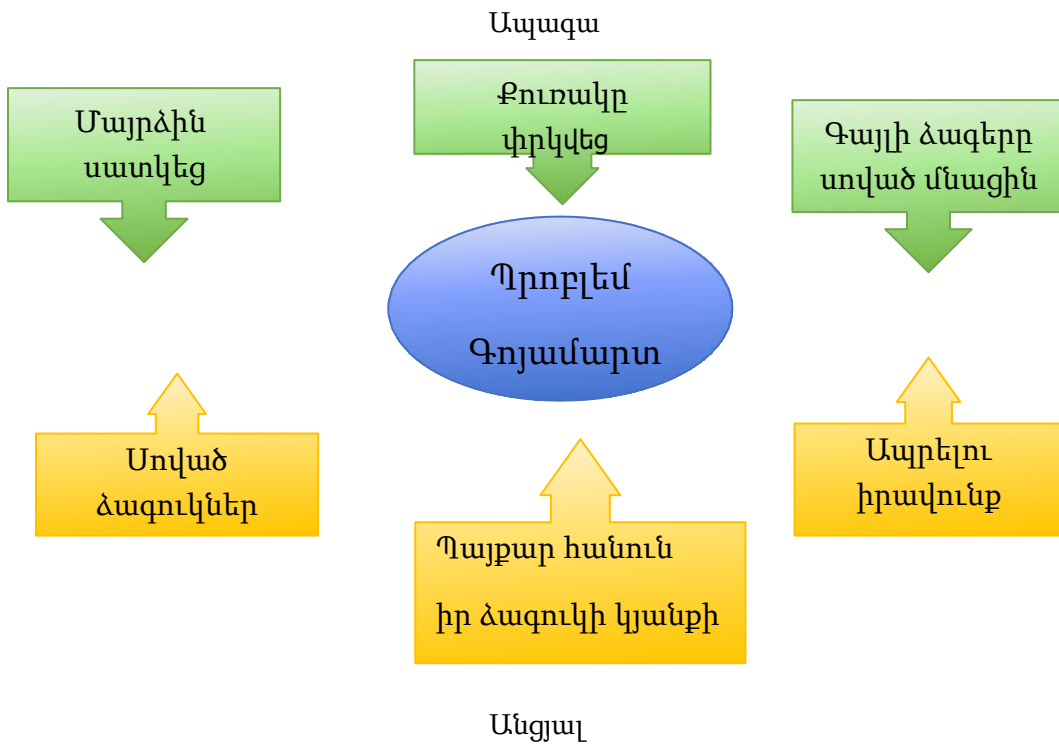 Ապագա
Մայրձին
սատկեց
Քուռակը
փրկվեց
Գայլի ձագերը
սոված մնացին
Պրոբլեմ
Գոյամարտ
Սոված
ձագուկներ
Պայքար հանուն
իր ձագուկի կյանքի
Ապրելու
իրավունք
Անցյալ